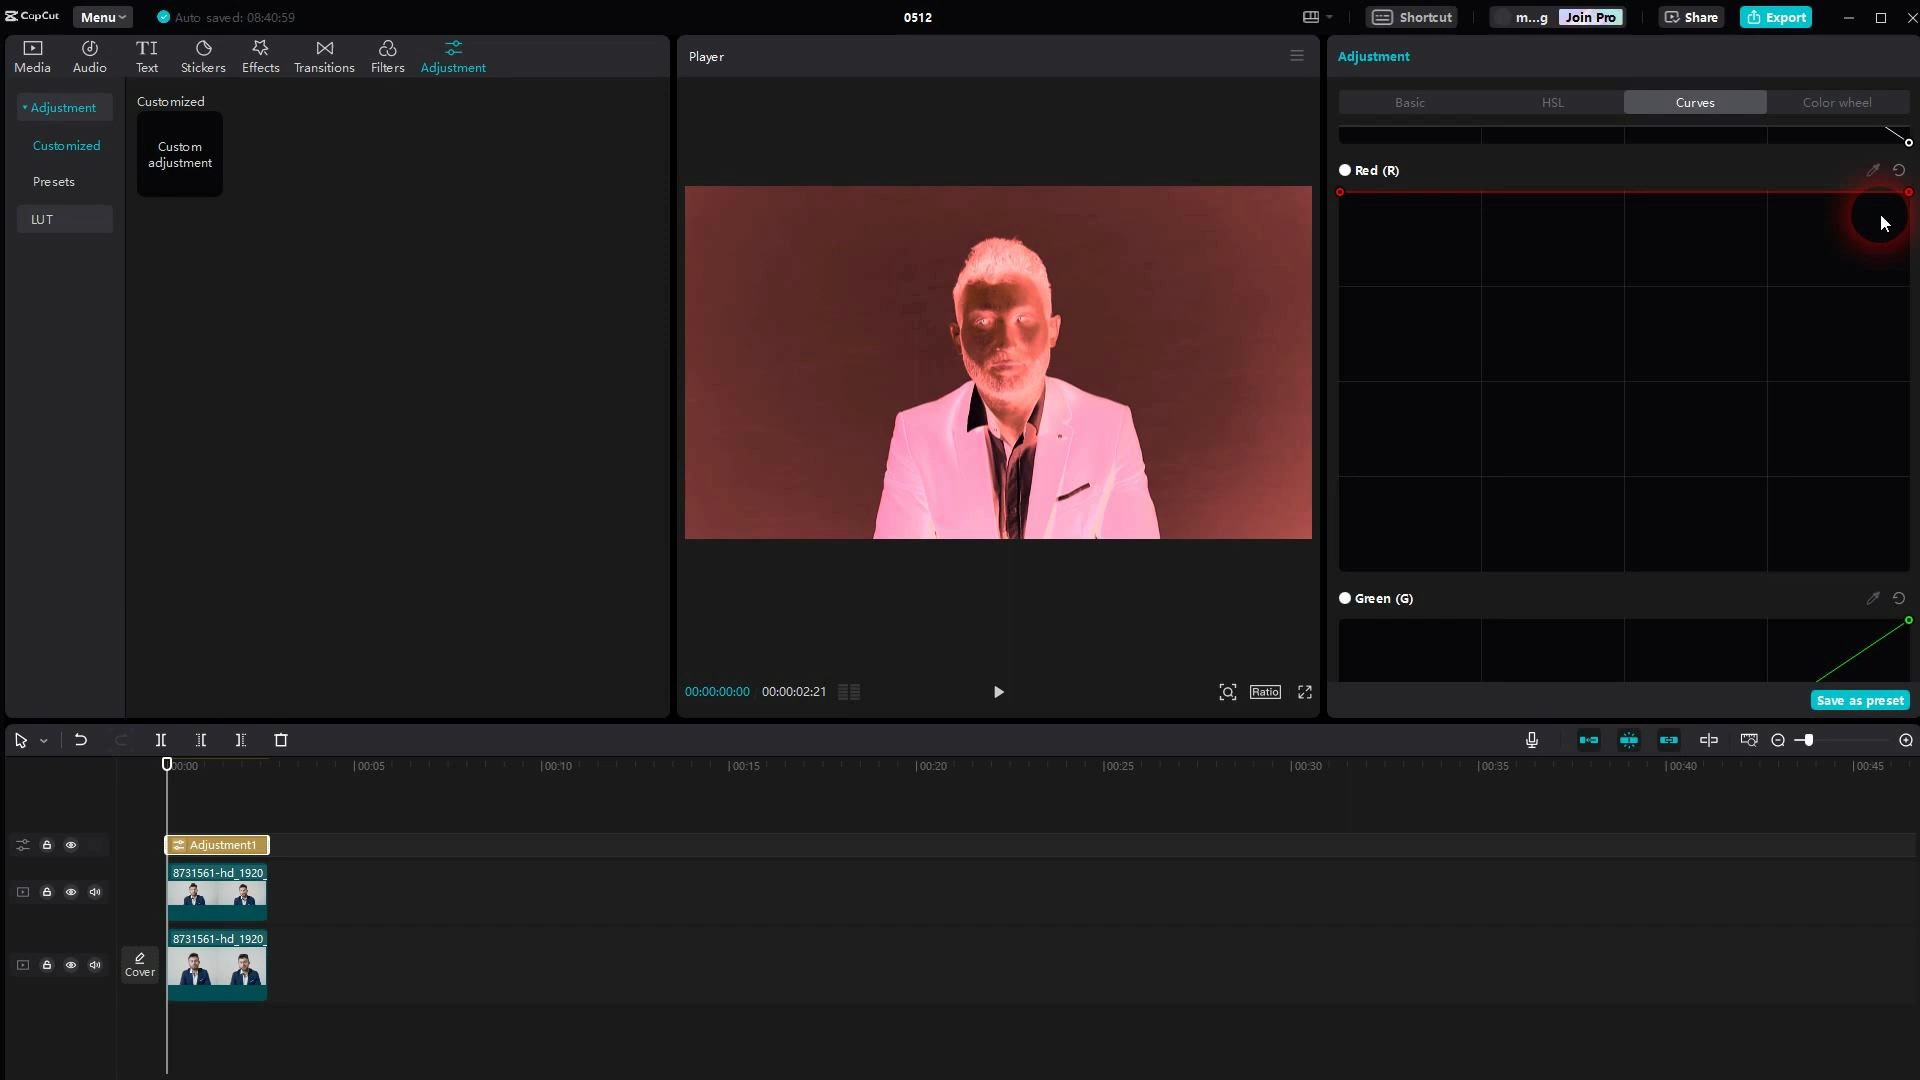 CapCut
Menu
Auto saved: 08:40:59
0512
Shortcut
m...g
Join Pro
Share
Export
Media
Audio
Text
Stickers
Effects
Transitions
Filters
Adjustment
Adjustment
Customized
Presets
LUT
Customized
Custom
adjustment
Player
00:00:00:00
00:00:02:21
Ratio
Adjustment
Basic
HSL
Curves
Color wheel
Red (R)
Green (G)
Save as preset
00:00
00:05
00:10
00:15
00:20
00:25
00:30
00:35
00:40
00:45
Adjustment1
8731561-hd_1920_
8731561-hd_1920_
Cover